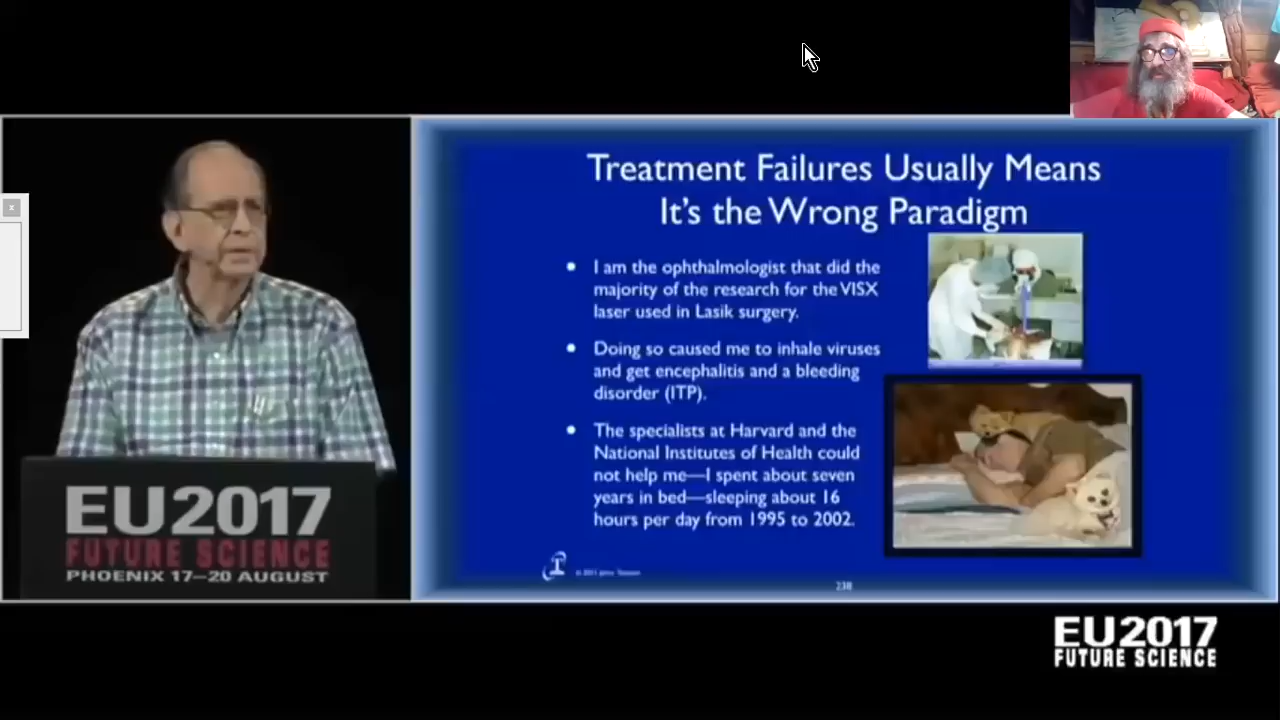 Treatment Failures Usually Means
It's the Wrong Paradigm
• I am the ophthalmologist that did the
majority of the research for the VISX
laser used in Lasik surgery.
• Doing so caused me to inhale viruses
and get encephalitis and a bleeding
disorder (ITP).
• The specialists at Harvard and the
National Institutes of Health could
not help me—I spent about seven
years in bed—sleeping about 16
hours per day from 1995 to 2002.
238
x
EU2017
FUTURE SCIENCE
PHOENIX 17–20 AUGUST
EU2017
FUTURE SCIENCE